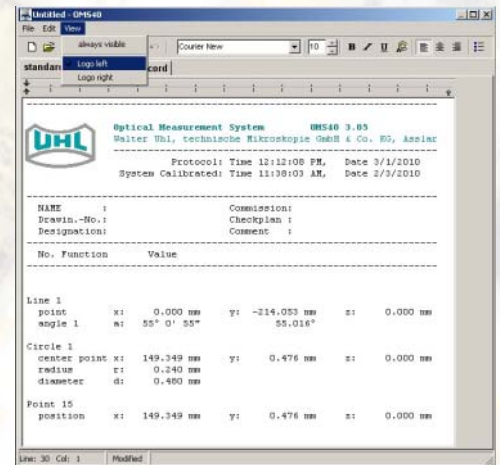 Untitled - OMS40
File Edit View
always visible
Courier New 10 B / U
Logo left
standar cord
Logo right
Optical Measurement System OMS40 3.05
UHL Walter Uhl, technische Mikroskopie GmbH & Co. KG, Asslar
Protocol: Time 12:12:08 PM, Date 3/1/2010
System Calibrated: Time 11:38:03 AM, Date 2/3/2010
NAME : Commission:
Drawin.-No.: Checkplan :
Designation: Comment :
No. Function Value
Line 1
point x: 0.000 mm y: -214.053 mm z: 0.000 mm
angle 1 a: 55° 0' 55" 55.016°
Circle 1
center point x: 149.349 mm y: 0.476 mm z: 0.000 mm
radius r: 0.240 mm
diameter d: 0.480 mm
Point 15
position x: 149.349 mm y: 0.476 mm z: 0.000 mm
Line: 30 Col: 1 Modified